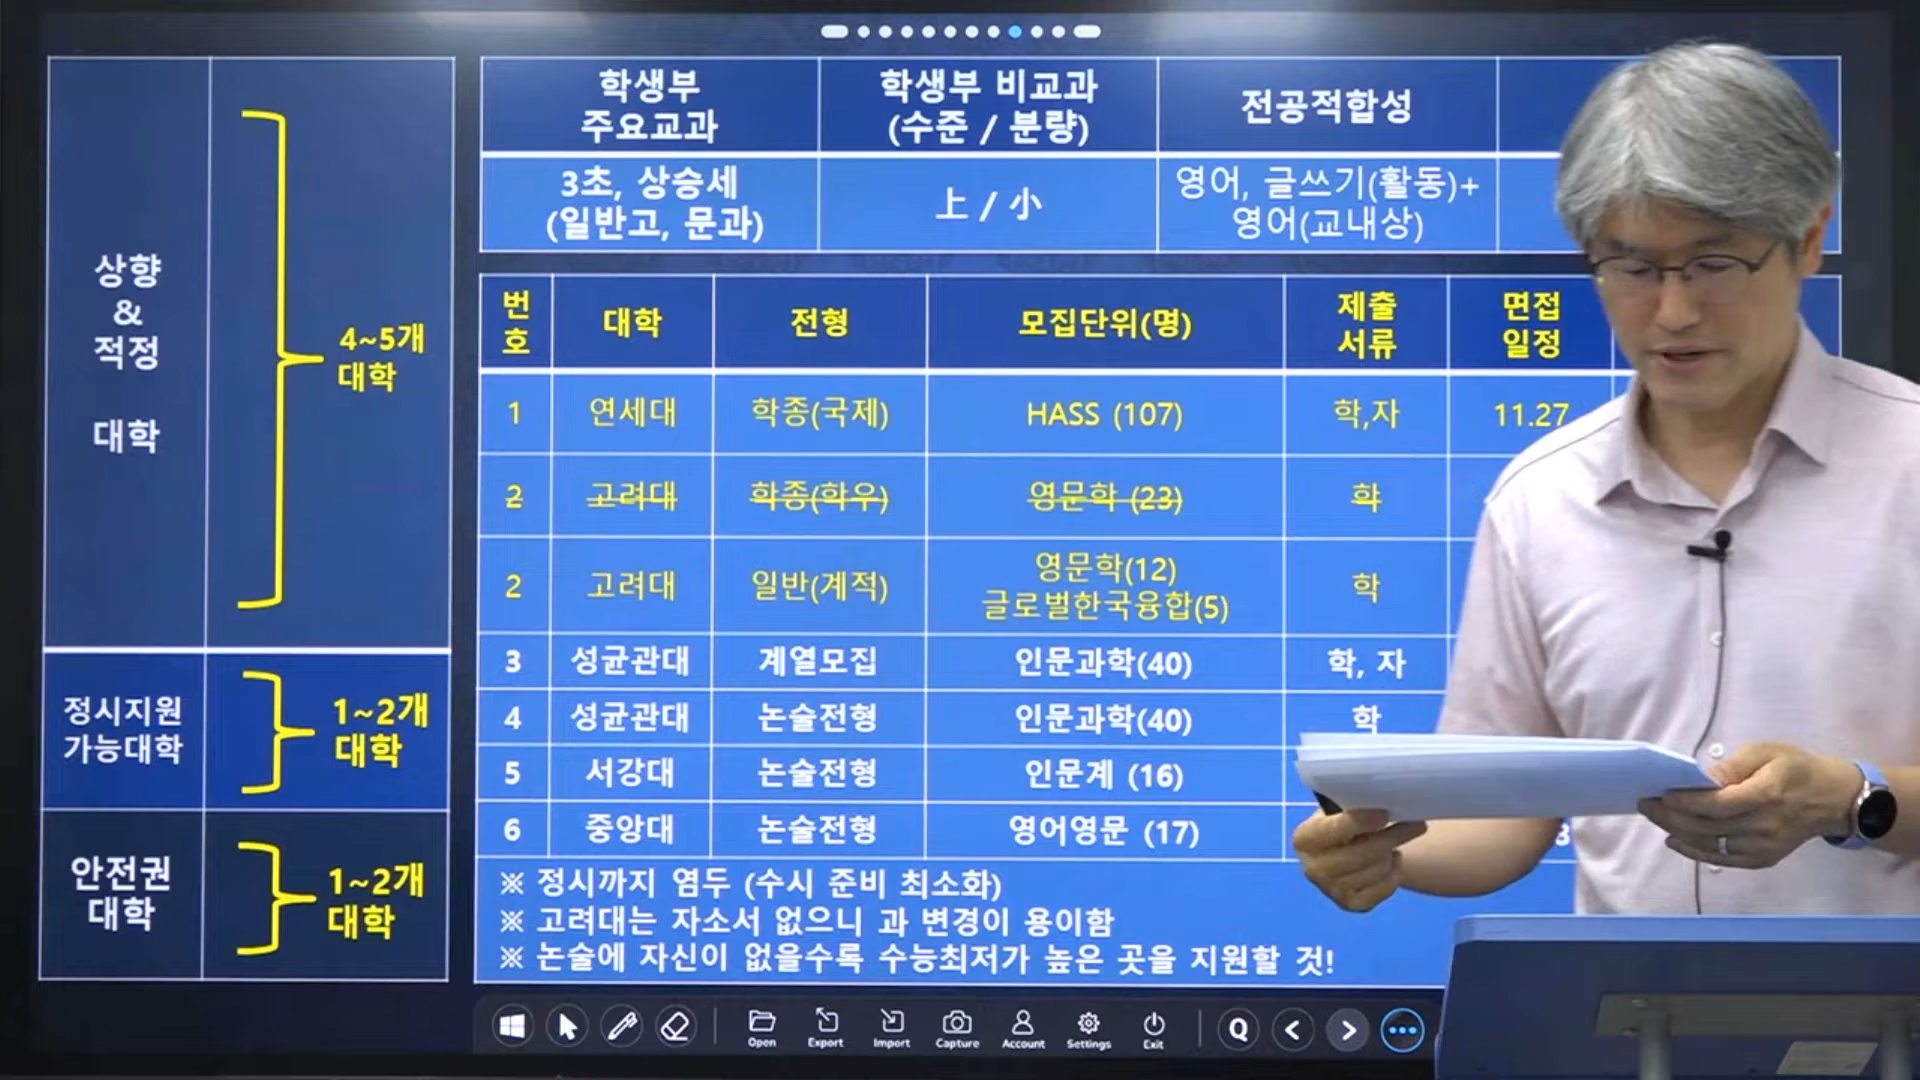 상향
&
적정
대학
4~5개
대학
정시지원
가능대학
1~2개
대학
안전권
대학
1~2개
대학
학생부
주요교과
학생부 비교과
(수준 / 분량)
전공적합성
3초, 상승세
(일반고, 문과)
上 / 小
영어, 글쓰기(활동)+
영어(교내상)
번
호
대학
전형
모집단위(명)
제출
서류
면접
일정
1 연세대 학종(국제) HASS (107) 학,자 11.27
2 고려대 학종(학우) 영문학 (23) 학
2 고려대 일반(계적) 영문학(12) 글로벌한국융합(5) 학
3 성균관대 계열모집 인문과학(40) 학, 자
4 성균관대 논술전형 인문과학(40) 학
5 서강대 논술전형 인문계 (16)
6 중앙대 논술전형 영어영문 (17)
※ 정시까지 염두 (수시 준비 최소화)
※ 고려대는 자소서 없으니 과 변경이 용이함
※ 논술에 자신이 없을수록 수능최저가 높은 곳을 지원할 것!
Open Export Import Capture Account Settings Exit
Q